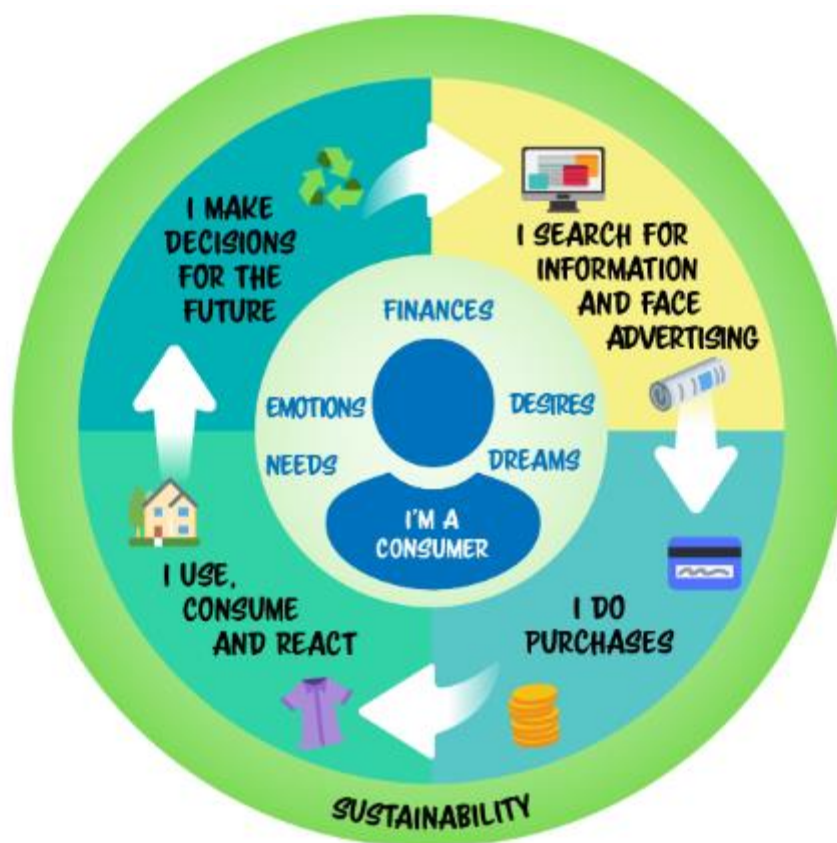 I MAKE
DECISIONS
FOR THE
FUTURE
I SEARCH FOR
INFORMATION
AND FACE
ADVERTISING
FINANCES
EMOTIONS
DESIRES
NEEDS
DREAMS
I'M A
CONSUMER
I USE,
CONSUME
AND REACT
I DO
PURCHASES
SUSTAINABILITY